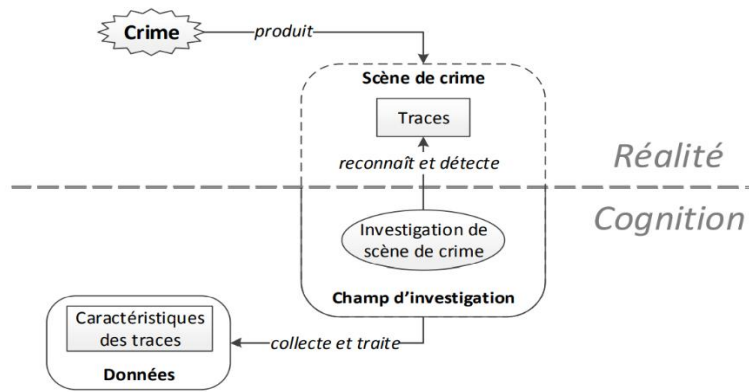 Crime
produit
Scène de crime
Traces
reconnaît et détecte
Réalité
Cognition
Investigation de
scène de crime
Champ d'investigation
Caractéristiques
des traces
collecte et traite
Données